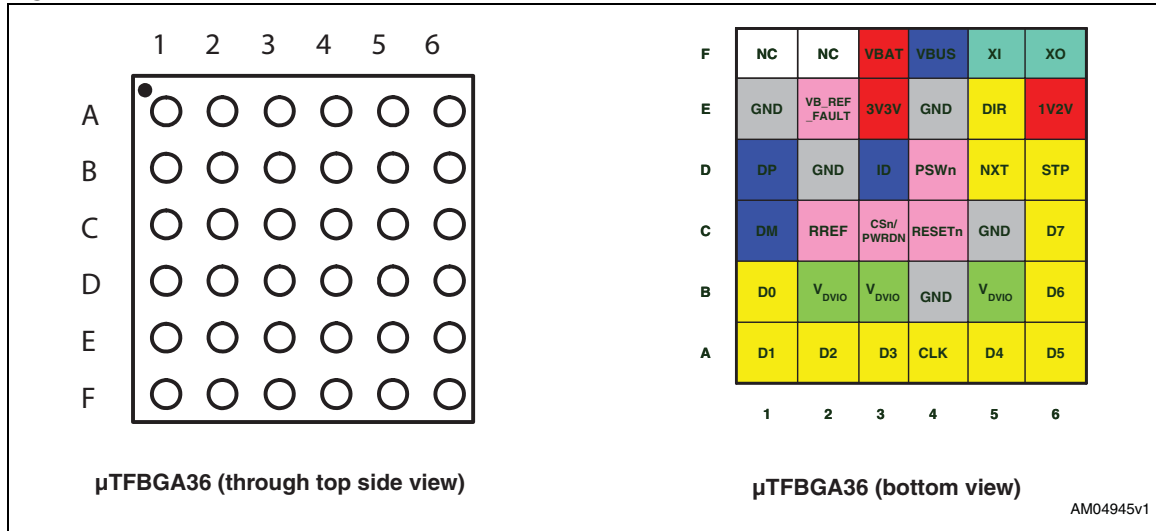 1 2 3 4 5 6
A
B
C
D
E
F
µTFBGA36 (through top side view)
F NC NC VBAT VBUS XI XO
E GND VB_REF _FAULT 3V3V GND DIR 1V2V
D DP GND ID PSWn NXT STP
C DM RREF CSn/ PWRDN RESETn GND D7
B D0 VDVIO VDVIO GND VDVIO D6
A D1 D2 D3 CLK D4 D5
1 2 3 4 5 6
µTFBGA36 (bottom view)
AM04945v1